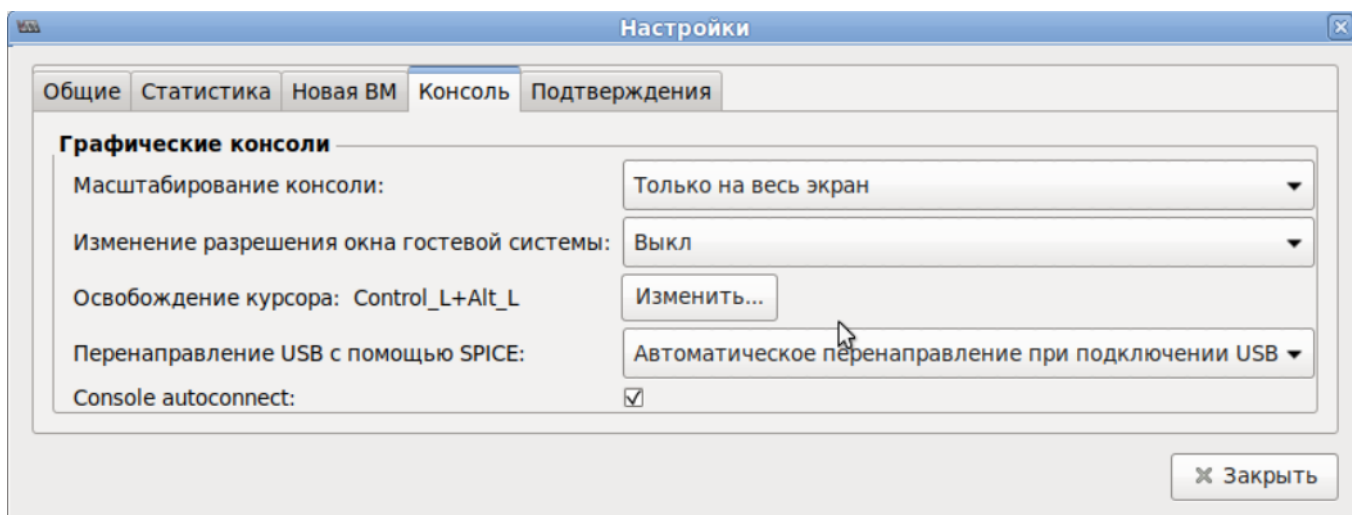 Настройки
Общие Статистика Новая ВМ Консоль Подтверждения
Графические консоли
Масштабирование консоли: Только на весь экран
Изменение разрешения окна гостевой системы: Выкл
Освобождение курсора: Control_L+Alt_L Изменить...
Перенаправление USB с помощью SPICE: Автоматическое перенаправление при подключении USB
Console autoconnect:
Закрыть